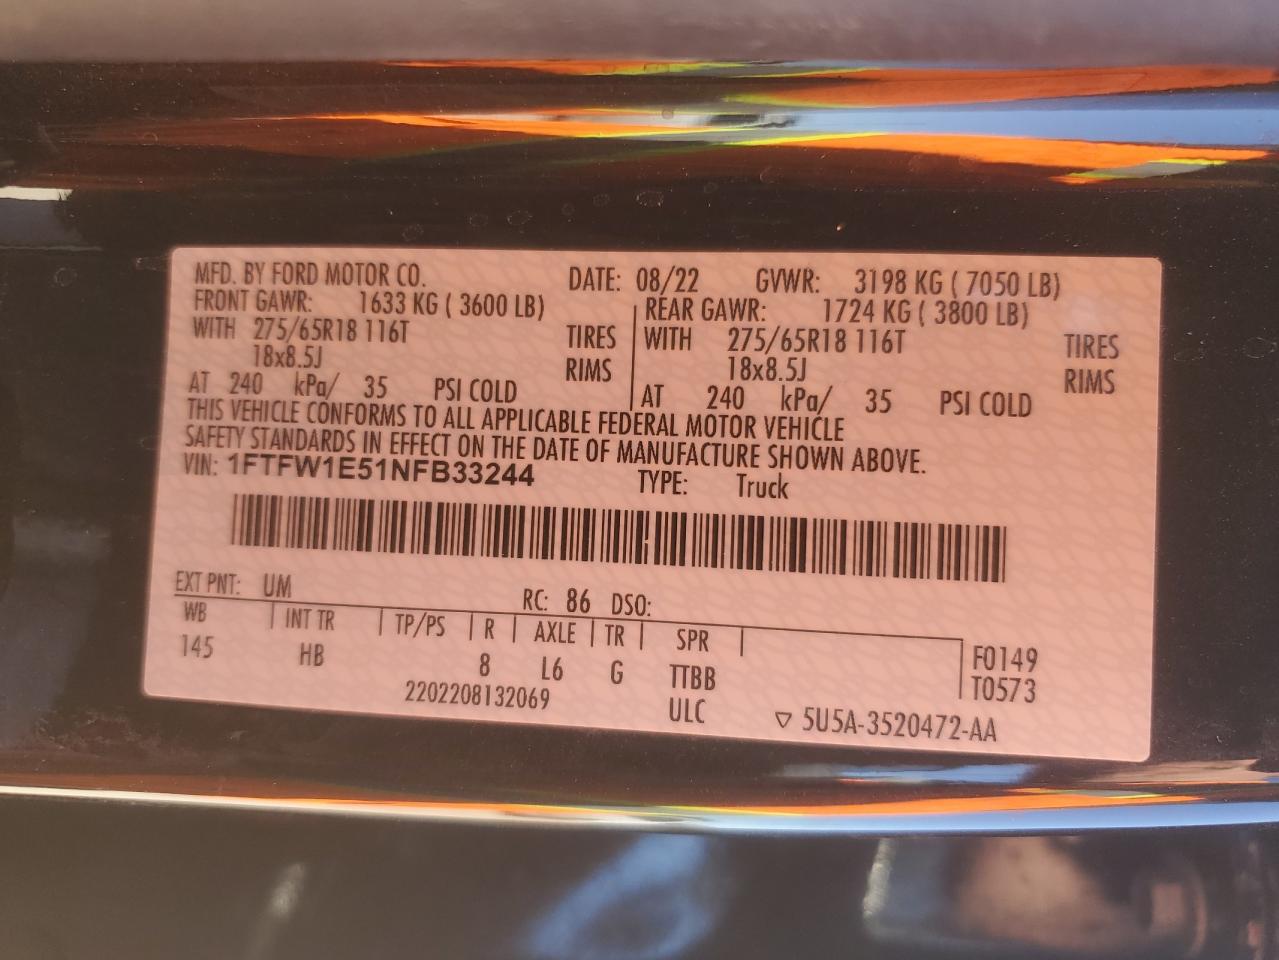 MFD. BY FORD MOTOR CO. DATE: 08/22 GVWR: 3198 KG ( 7050 LB)
FRONT GAWR: 1633 KG ( 3600 LB) REAR GAWR: 1724 KG ( 3800 LB)
WITH 275/65R18 116T TIRES WITH 275/65R18 116T TIRES
18x8.5J RIMS 18x8.5J RIMS
AT 240 kPa/ 35 PSI COLD AT 240 kPa/ 35 PSI COLD
THIS VEHICLE CONFORMS TO ALL APPLICABLE FEDERAL MOTOR VEHICLE
SAFETY STANDARDS IN EFFECT ON THE DATE OF MANUFACTURE SHOWN ABOVE.
VIN: 1FTFW1E51NFB33244 TYPE: Truck
EXT PNT: UM RC: 86 DSO:
WB INT TR TP/PS R AXLE TR SPR F0149
145 HB 8 L6 G TTBB T0573
2202208132069 ULC ▽ 5U5A-3520472-AA